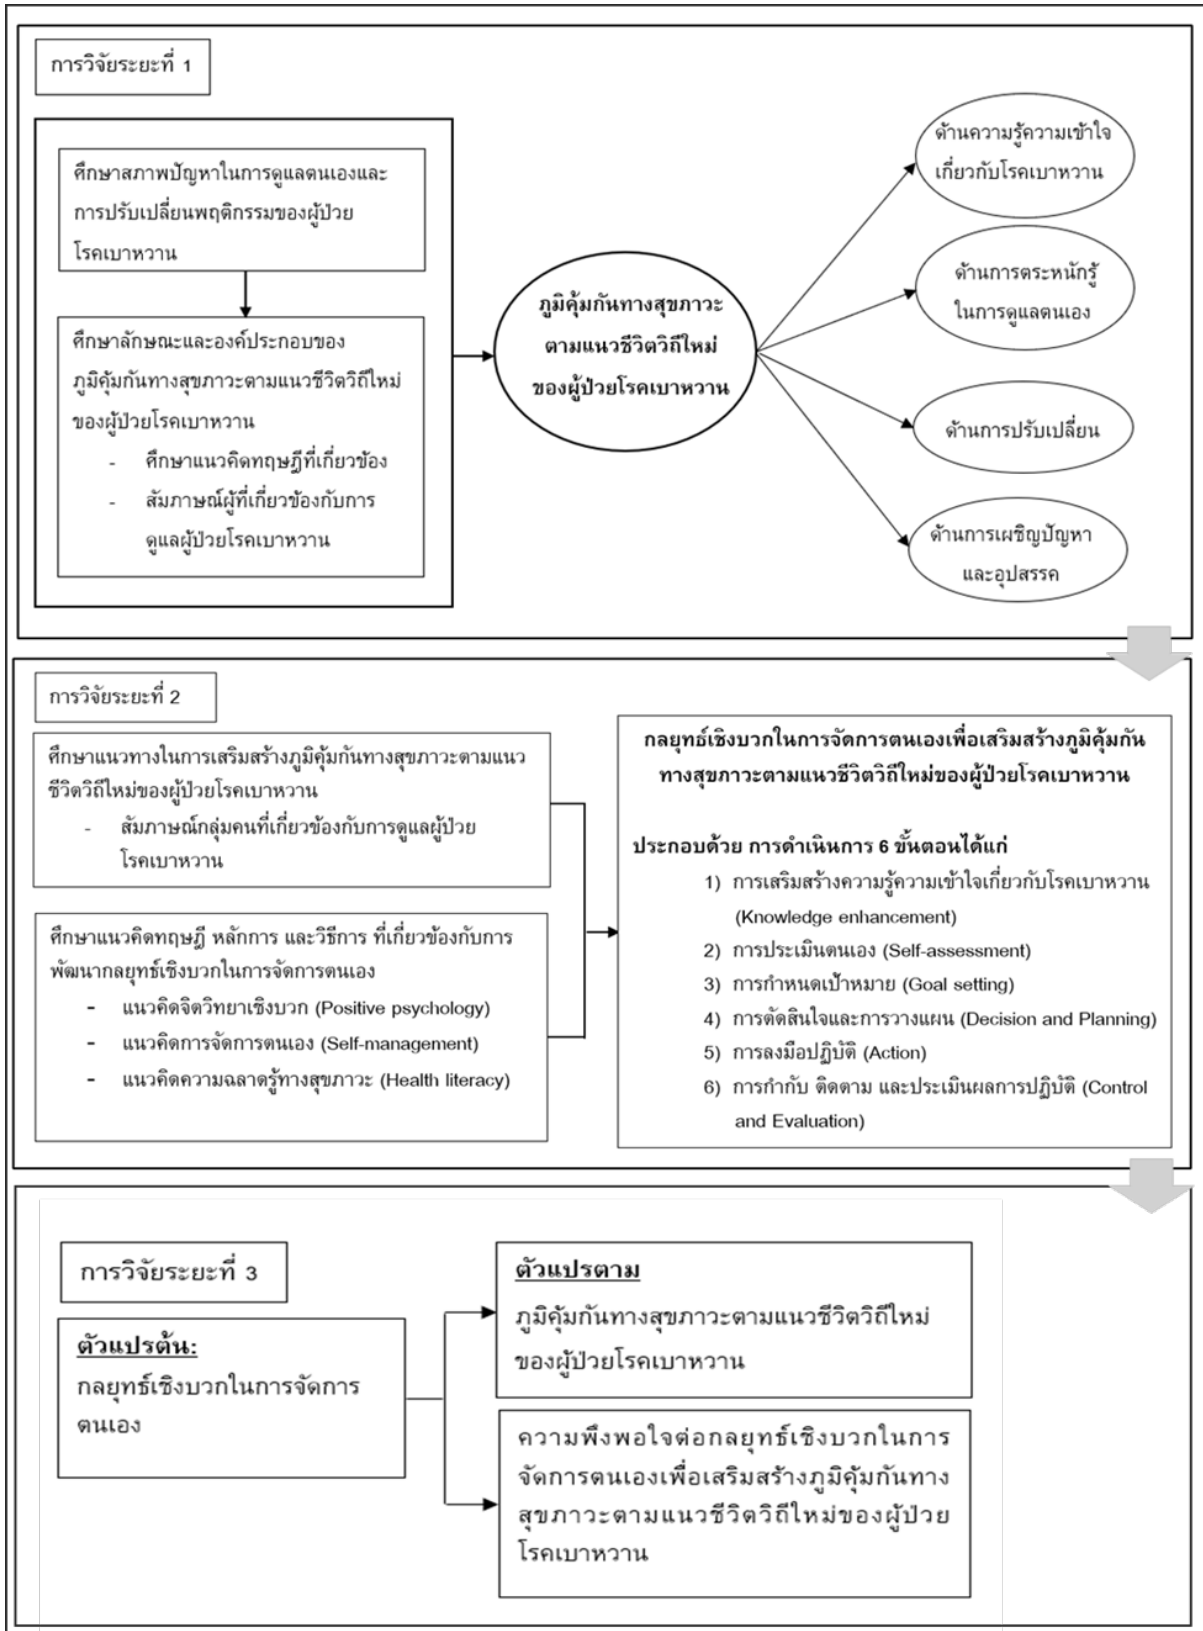 การวิจัยระยะที่ 1
ศึกษาสภาพปัญหาในการดูแลตนเองและ
การปรับเปลี่ยนพฤติกรรมของผู้ป่วย
โรคเบาหวาน
ศึกษาลักษณะและองค์ประกอบของ
ภูมิคุ้มกันทางสุขภาวะตามแนวชีวิตวิถีใหม่
ของผู้ป่วยโรคเบาหวาน
- ศึกษาแนวคิดทฤษฎีที่เกี่ยวข้อง
- สัมภาษณ์ผู้ที่เกี่ยวข้องกับการ
ดูแลผู้ป่วยโรคเบาหวาน
ภูมิคุ้มกันทางสุขภาวะ
ตามแนวชีวิตวิถีใหม่
ของผู้ป่วยโรคเบาหวาน
ด้านความรู้ความเข้าใจ
เกี่ยวกับโรคเบาหวาน
ด้านการตระหนักรู้
ในการดูแลตนเอง
ด้านการปรับเปลี่ยน
ด้านการเผชิญปัญหา
และอุปสรรค
การวิจัยระยะที่ 2
ศึกษาแนวทางในการเสริมสร้างภูมิคุ้มกันทางสุขภาวะตามแนว
ชีวิตวิถีใหม่ของผู้ป่วยโรคเบาหวาน
- สัมภาษณ์กลุ่มคนที่เกี่ยวข้องกับการดูแลผู้ป่วย
โรคเบาหวาน
ศึกษาแนวคิดทฤษฎี หลักการ และวิธีการ ที่เกี่ยวข้องกับการ
พัฒนากลยุทธ์เชิงบวกในการจัดการตนเอง
- แนวคิดจิตวิทยาเชิงบวก (Positive psychology)
- แนวคิดการจัดการตนเอง (Self-management)
- แนวคิดความฉลาดรู้ทางสุขภาวะ (Health literacy)
กลยุทธ์เชิงบวกในการจัดการตนเองเพื่อเสริมสร้างภูมิคุ้มกัน
ทางสุขภาวะตามแนวชีวิตวิถีใหม่ของผู้ป่วยโรคเบาหวาน
ประกอบด้วย การดำเนินการ 6 ขั้นตอนได้แก่
1) การเสริมสร้างความรู้ความเข้าใจเกี่ยวกับโรคเบาหวาน
(Knowledge enhancement)
2) การประเมินตนเอง (Self-assessment)
3) การกำหนดเป้าหมาย (Goal setting)
4) การตัดสินใจและการวางแผน (Decision and Planning)
5) การลงมือปฏิบัติ (Action)
6) การกำกับ ติดตาม และประเมินผลการปฏิบัติ (Control
and Evaluation)
การวิจัยระยะที่ 3
ตัวแปรต้น:
กลยุทธ์เชิงบวกในการจัดการ
ตนเอง
ตัวแปรตาม
ภูมิคุ้มกันทางสุขภาวะตามแนวชีวิตวิถีใหม่
ของผู้ป่วยโรคเบาหวาน
ความพึงพอใจต่อกลยุทธ์เชิงบวกในการ
จัดการตนเองเพื่อเสริมสร้างภูมิคุ้มกันทาง
สุขภาวะตามแนวชีวิตวิถีใหม่ของผู้ป่วย
โรคเบาหวาน